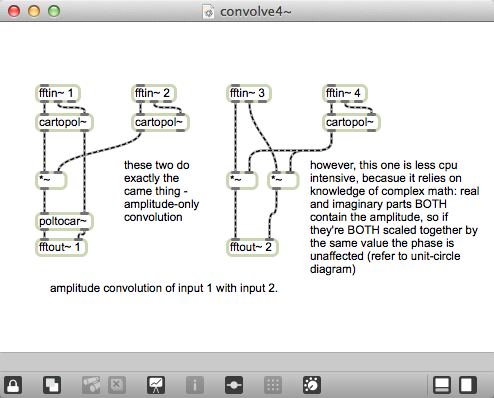 convolve4~
fftin~ 1
fftin~ 2
fftin~ 3
fftin~ 4
cartopol~
cartopol~
cartopol~
these two do
exactly the
came thing -
amplitude-only
convolution
however, this one is less cpu
intensive, becasue it relies on
knowledge of complex math: real
and imaginary parts BOTH
contain the amplitude, so if
they're BOTH scaled together by
the same value the phase is
unaffected (refer to unit-circle
diagram)
*~
*~
*~
poltocar~
fftout~ 1
fftout~ 2
amplitude convolution of input 1 with input 2.